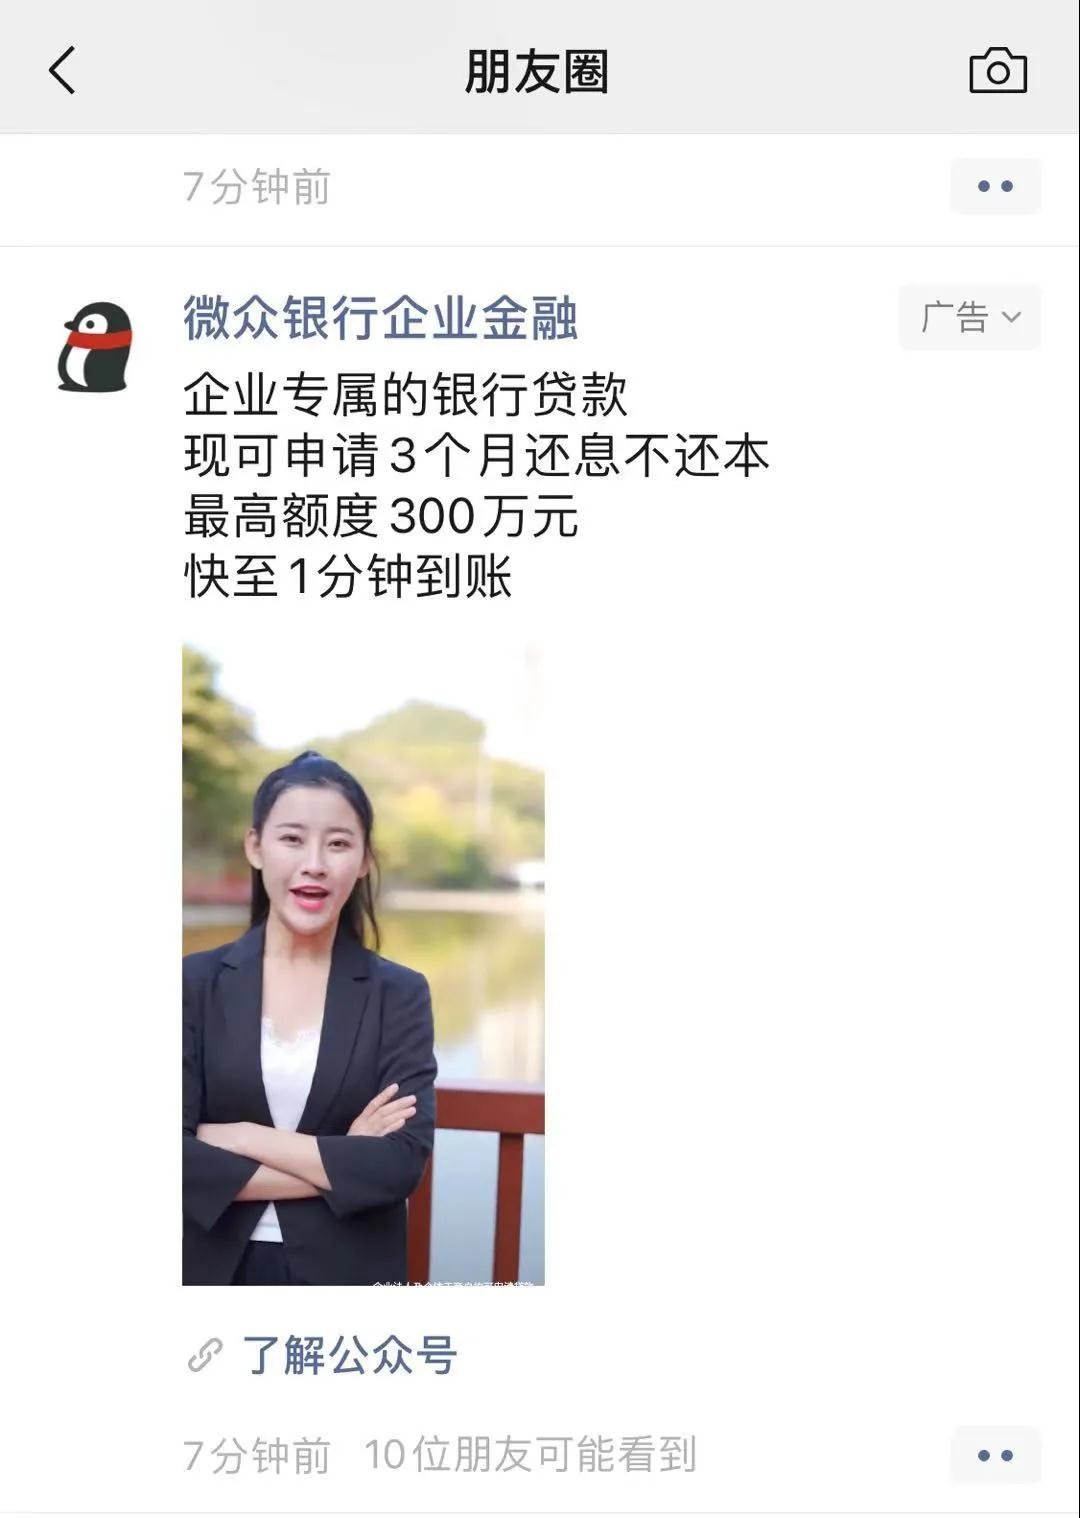 朋友圈
7分钟前
微众银行企业金融
广告
企业专属的银行贷款
现可申请3个月还息不还本
最高额度300万元
快至1分钟到账
了解公众号
7分钟前 10位朋友可能看到